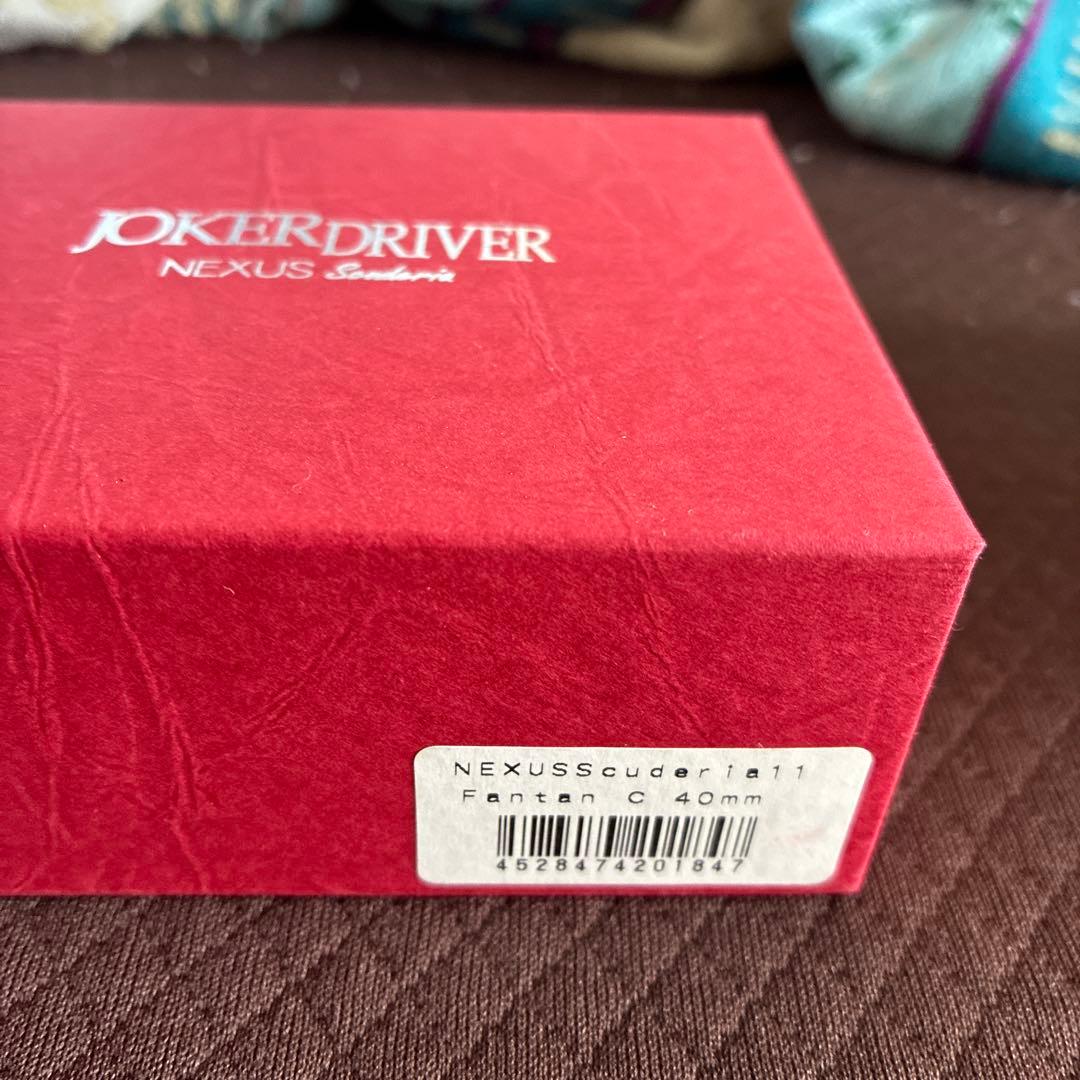 JOKERDRIVER
NEXUS Scuderia
NEXUSScuderia11
Fantan C 40mm
4528474201847